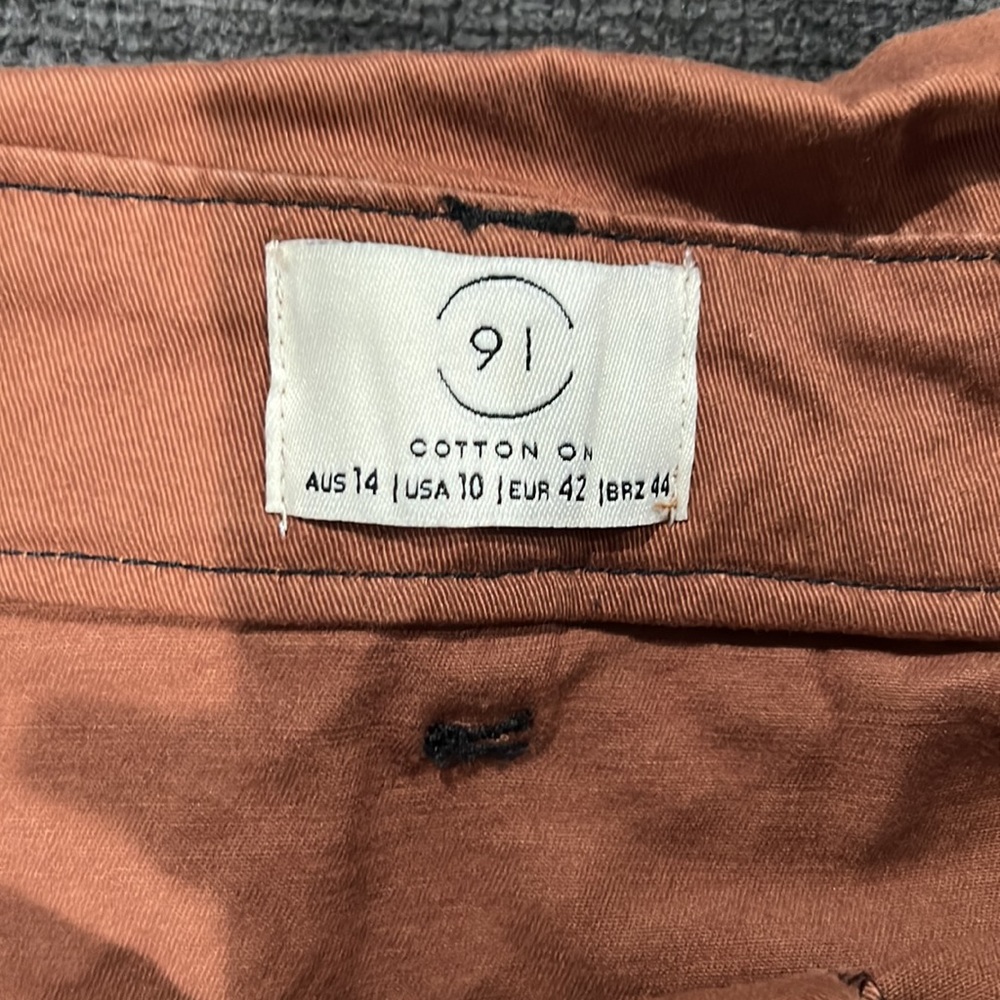 91
COTTON ON
AUS 14 | USA 10 | EUR 42 | BRZ 44